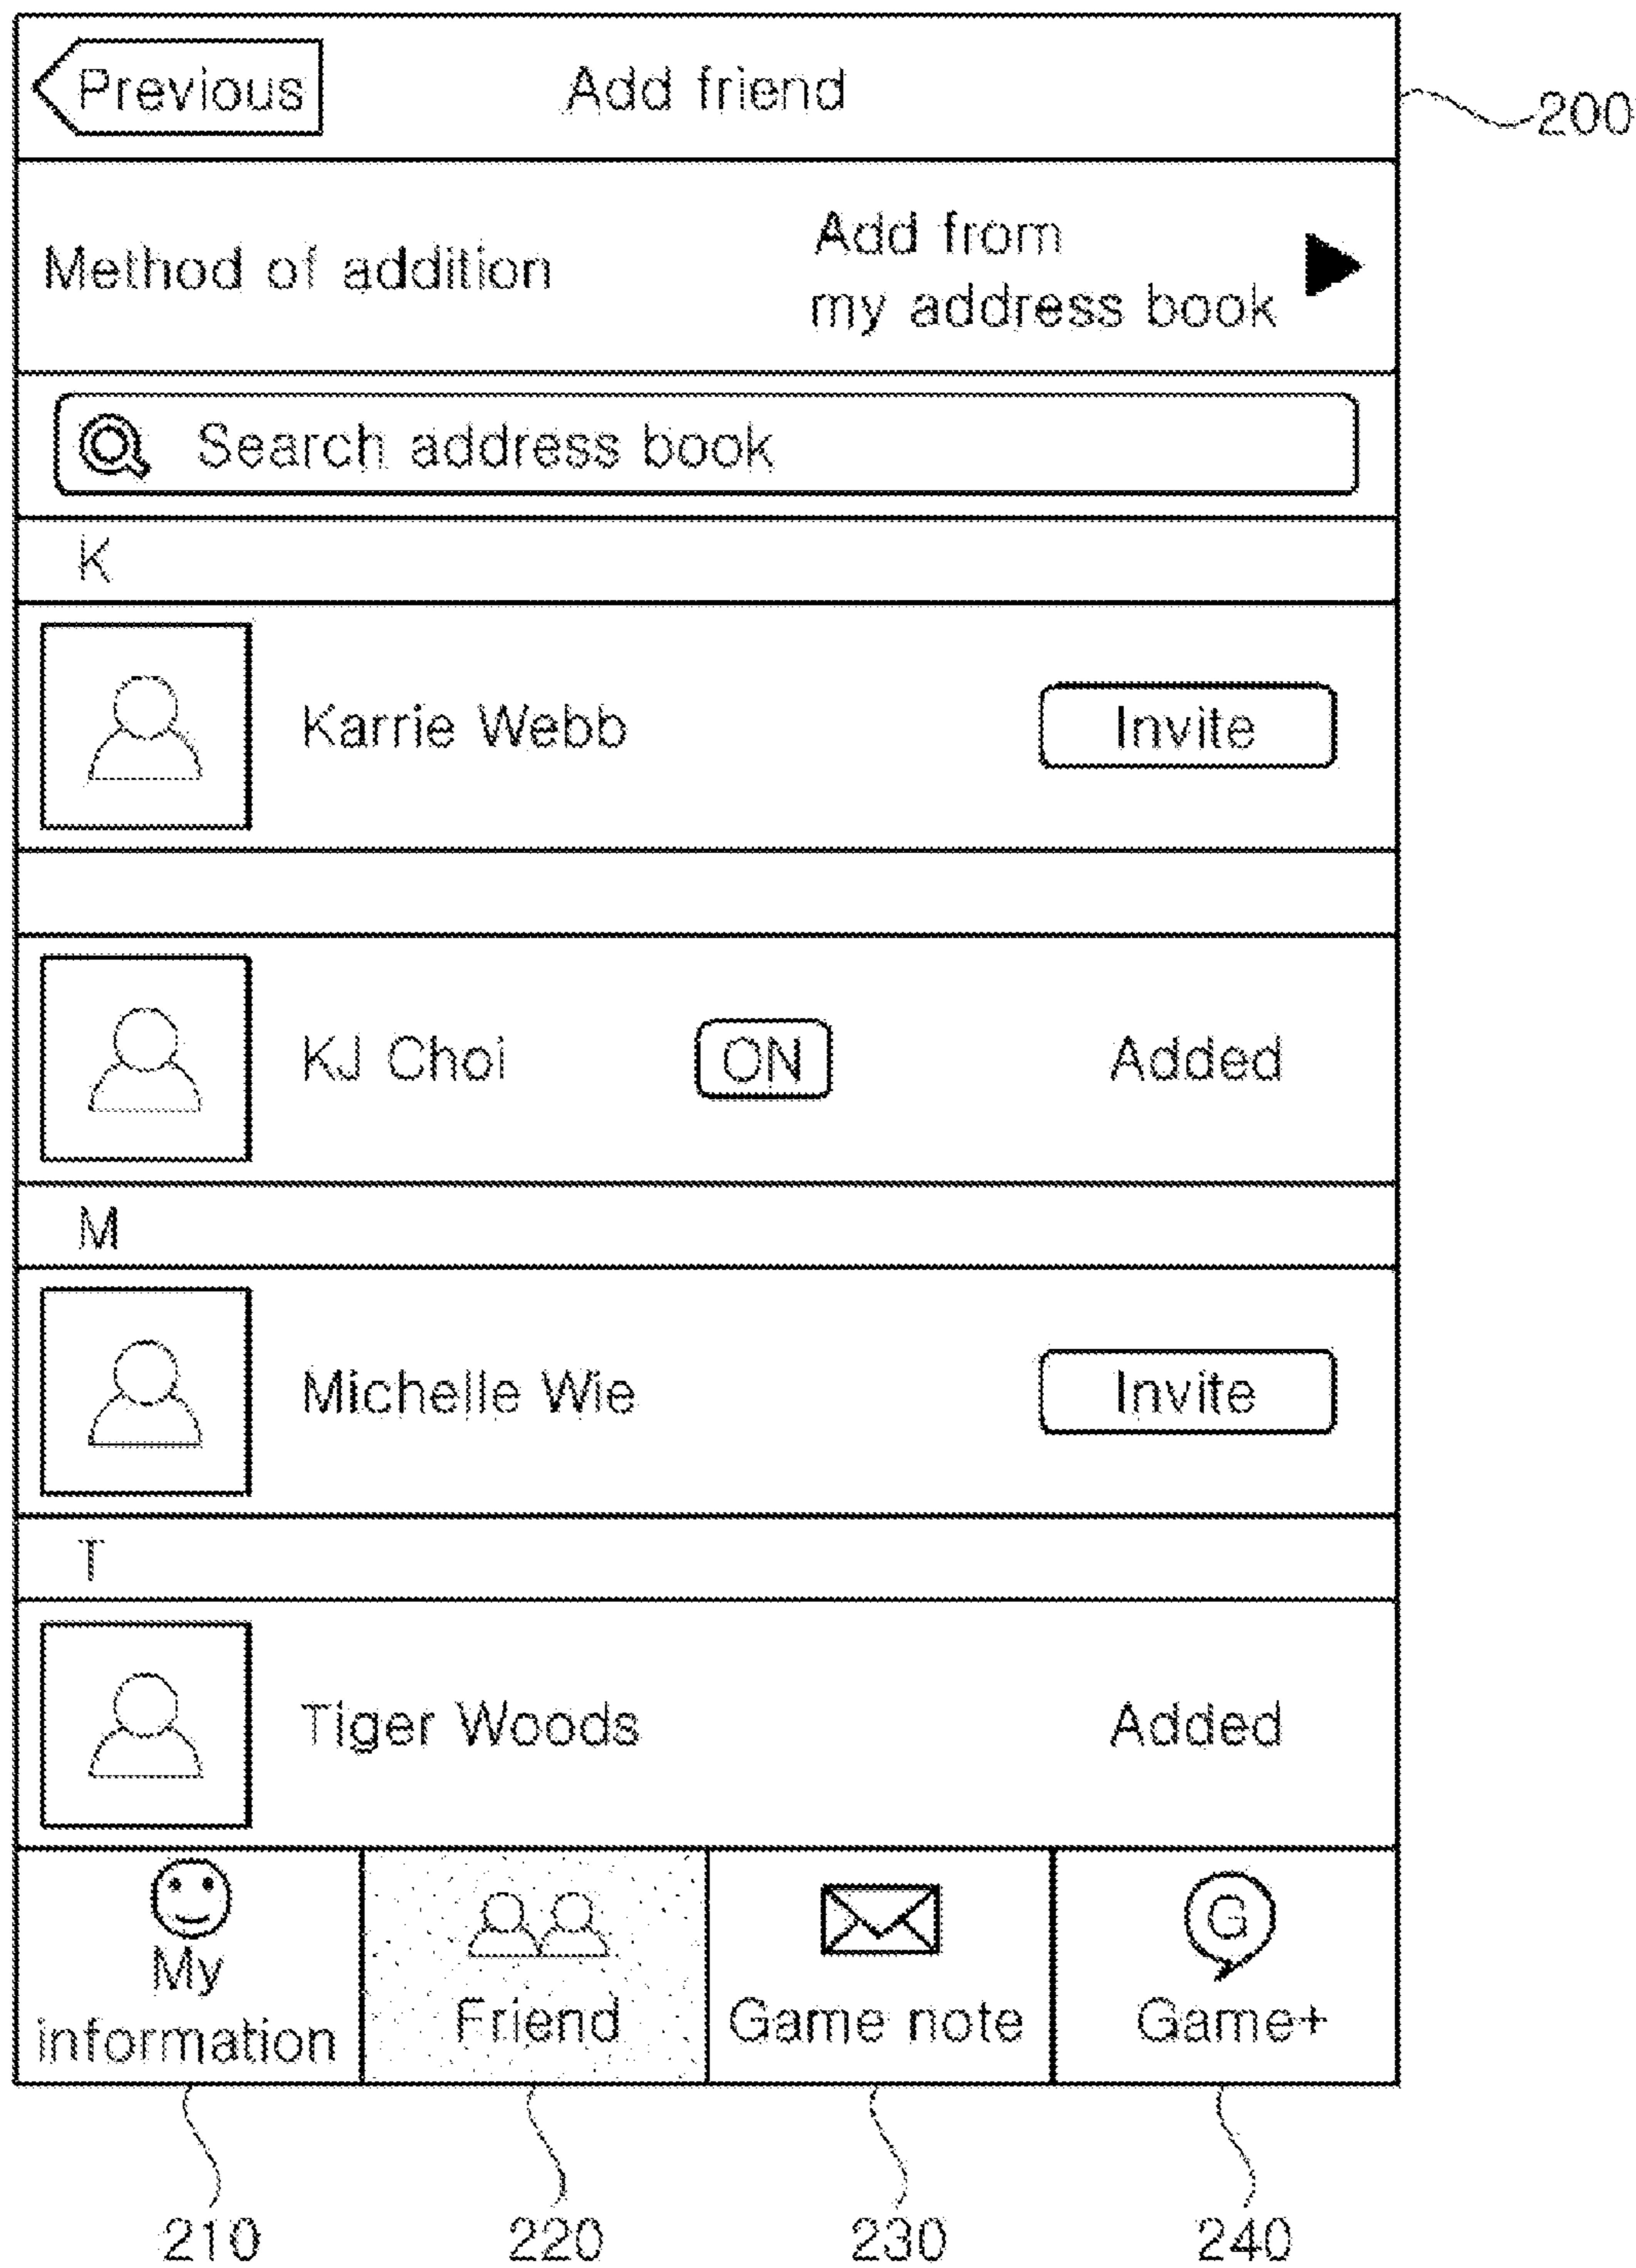 Previous
Add friend
200
Method of addition
Add from
my address book
Search address book
K
Karrie Webb
Invite
KJ Choi
ON
Added
M
Michelle Wie
Invite
T
Tiger Woods
Added
My
information
Friend
Game note
G
Game+
210
220
230
240